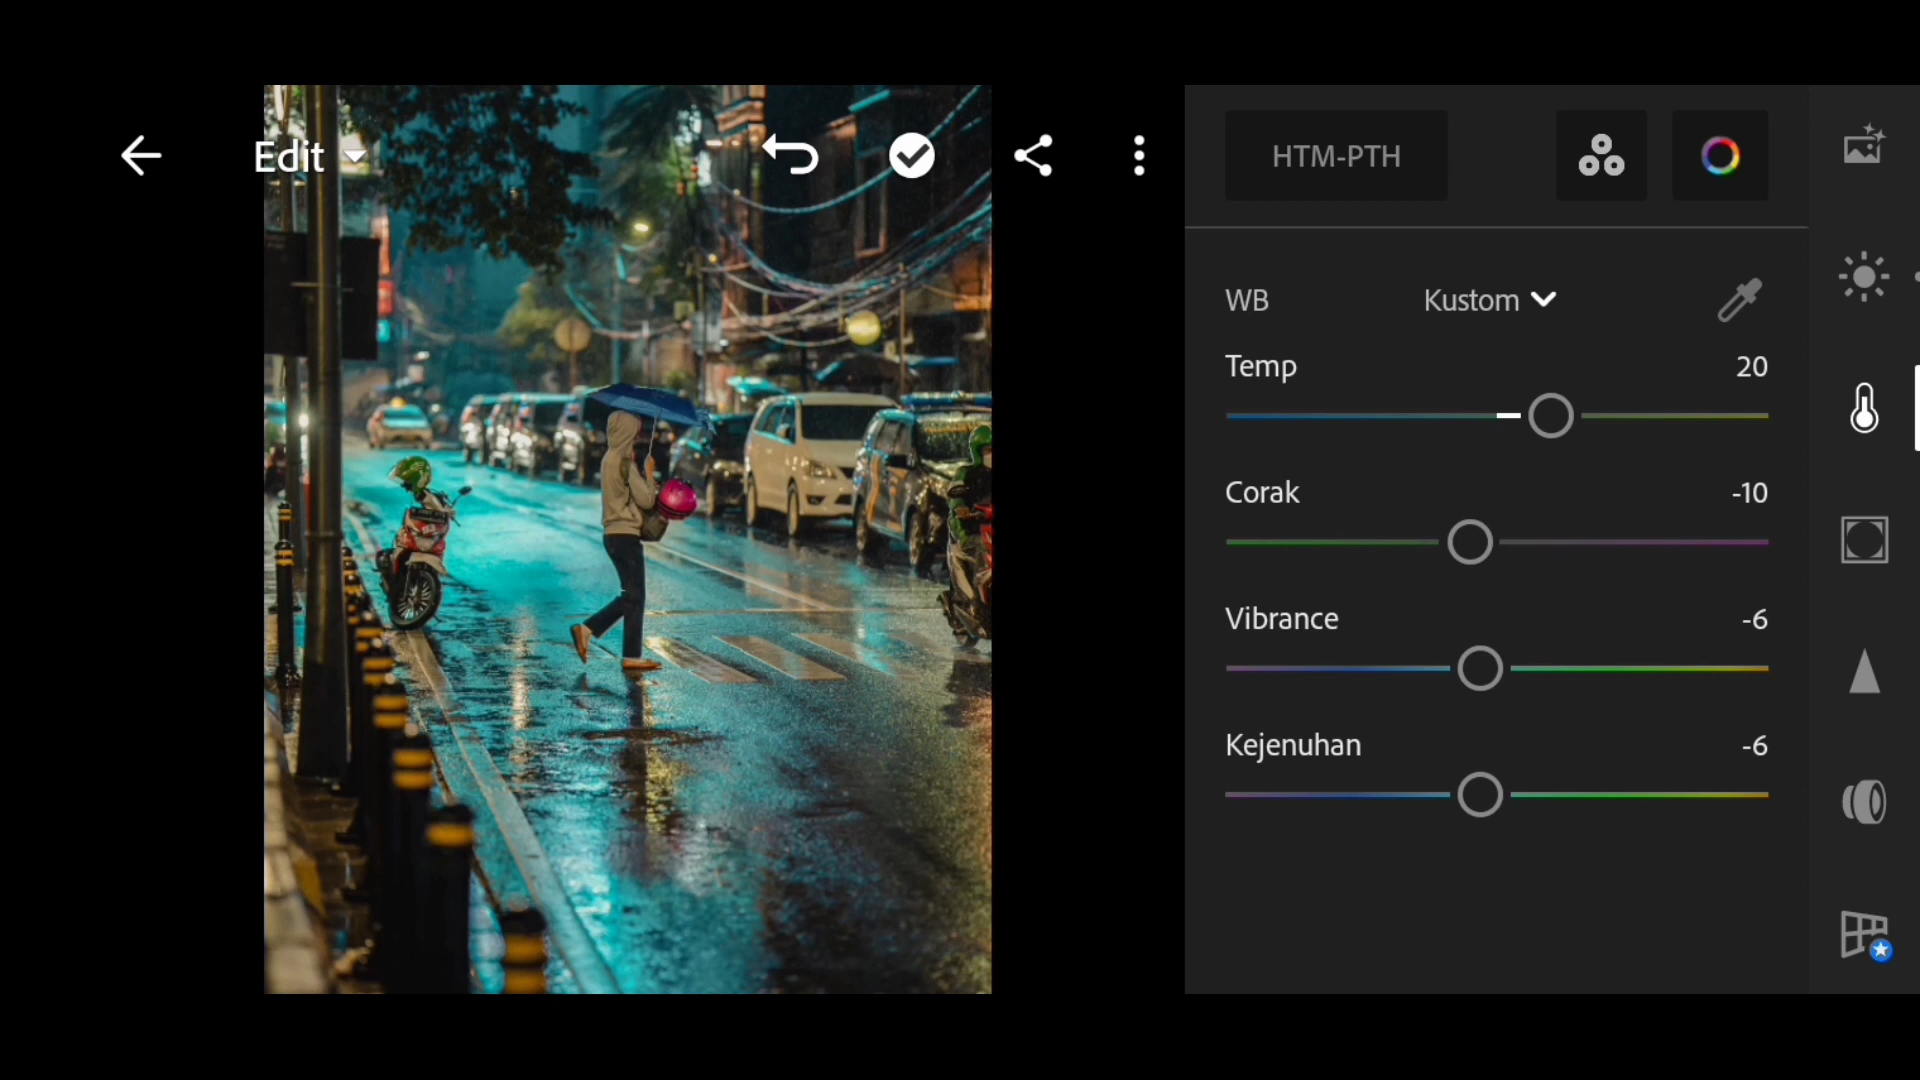 Edit
HTM-PTH
WB
Kustom
Temp
20
Corak
-10
Vibrance
-6
Kejenuhan
-6